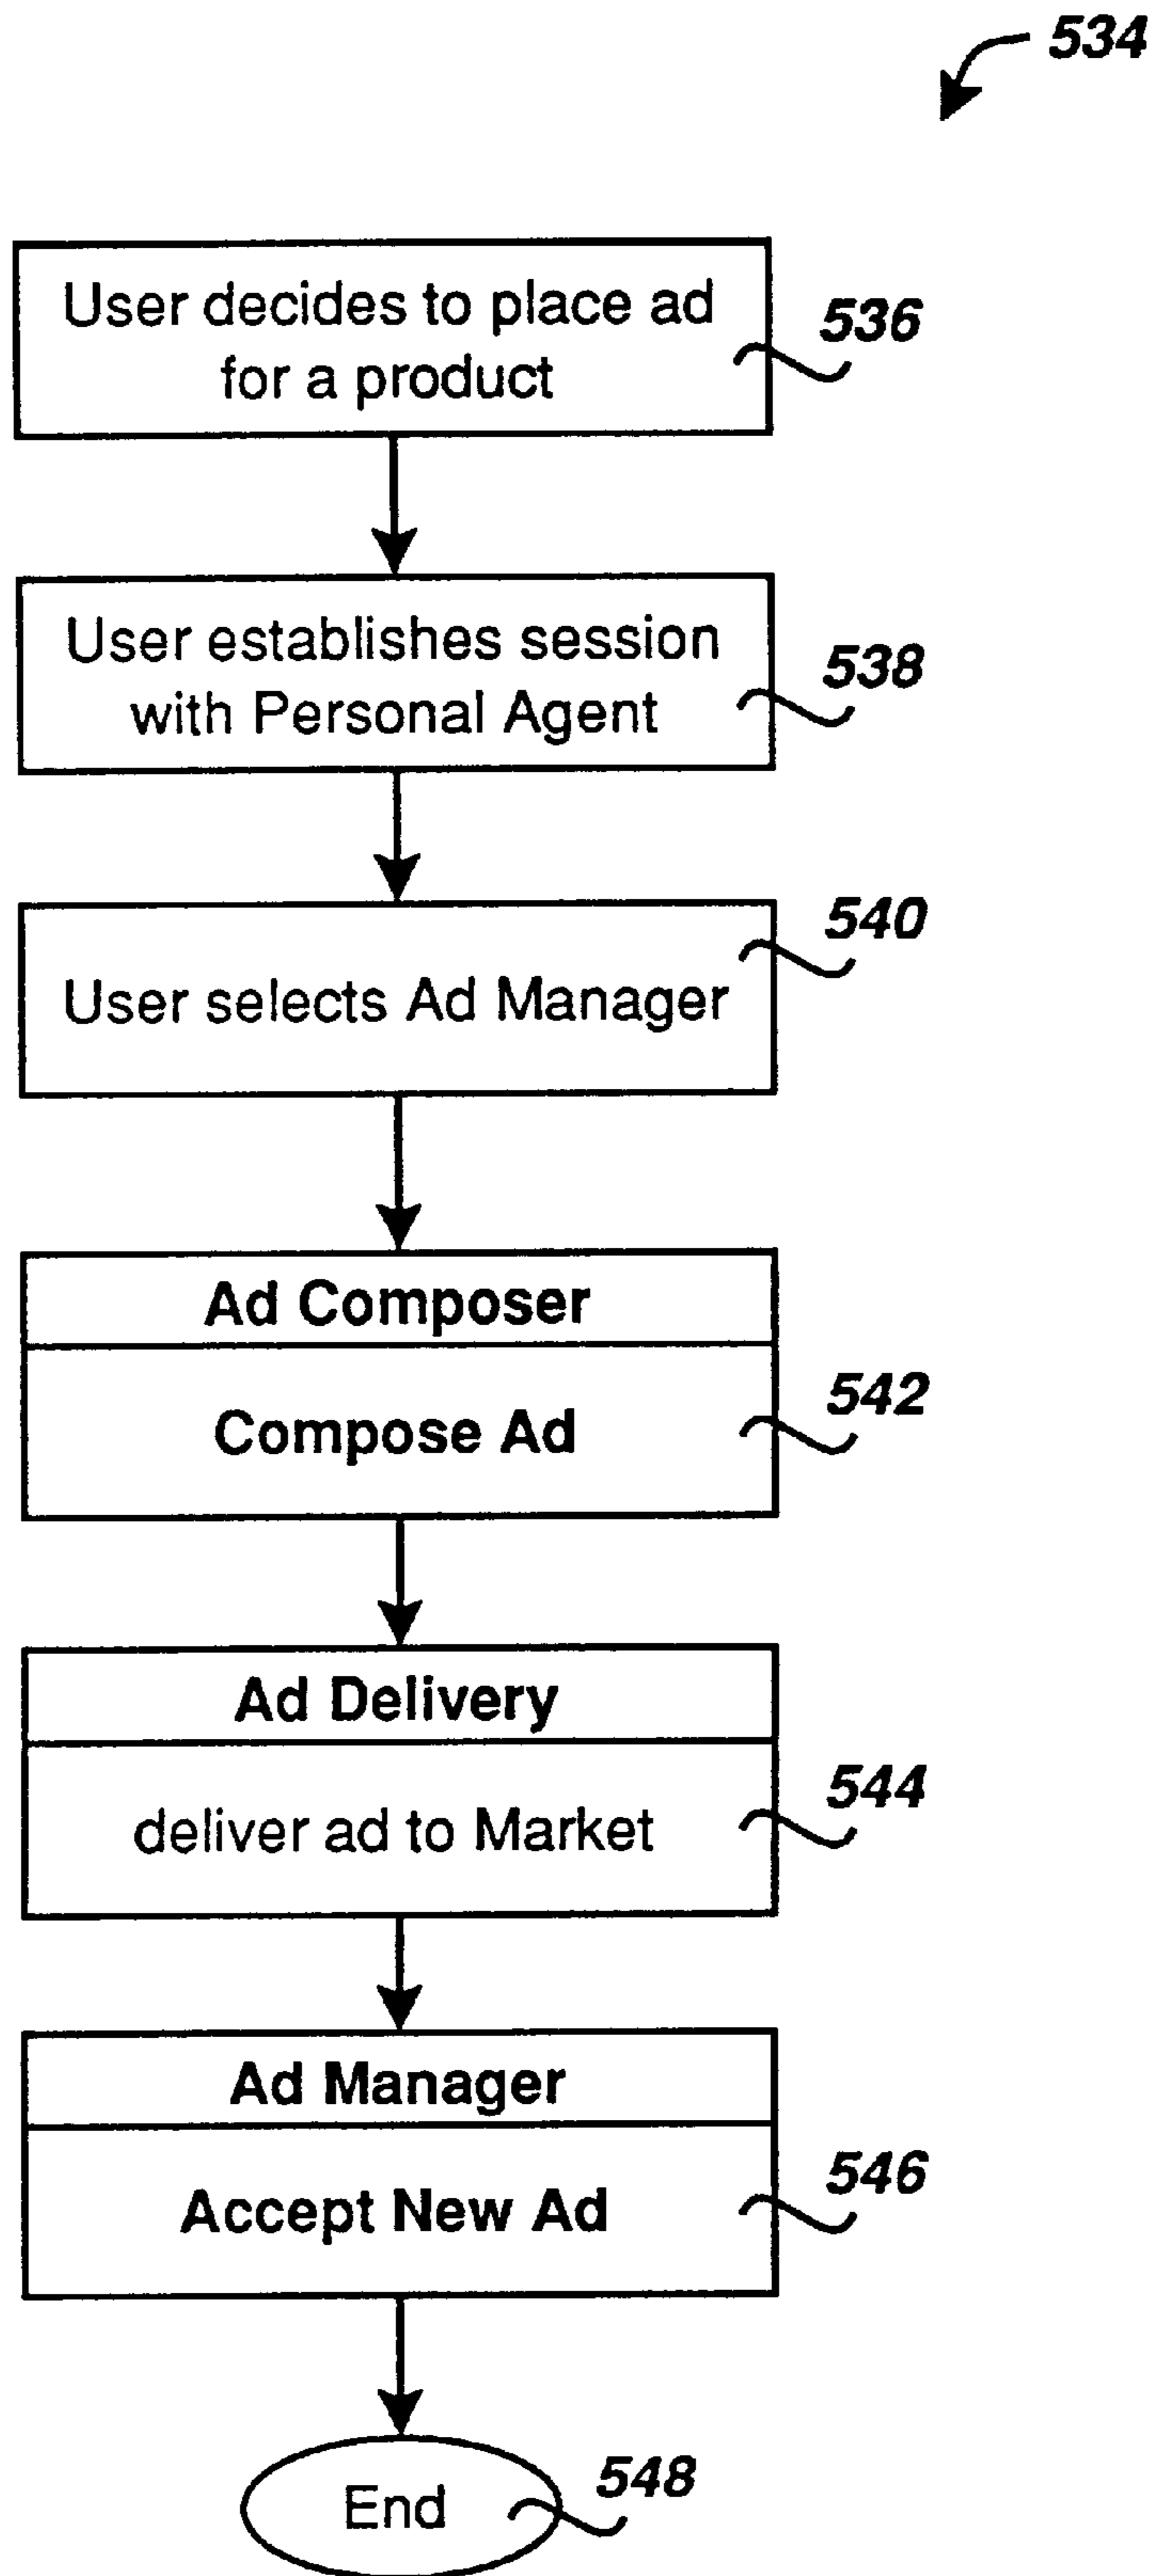 534
User decides to place ad
for a product
536
User establishes session
with Personal Agent
538
540
User selects Ad Manager
Ad Composer
Compose Ad
542
Ad Delivery
deliver ad to Market
544
Ad Manager
Accept New Ad
546
End
548